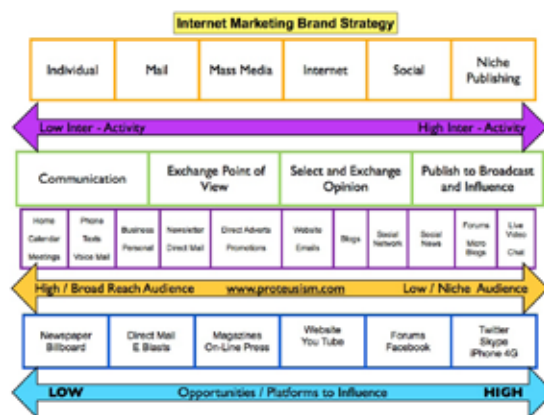 Internet Marketing Brand Strategy
Individual
Mail
Mass Media
Internet
Social
Niche
Publishing
Low Inter - Activity
High Inter - Activity
Communication
Exchange Point of
View
Select and Exchange
Opinion
Publish to Broadcast
and Influence
Home
Calendar
Meetings
Phone
Texts
Voice Mail
Business
Personal
Newsletter
Direct Mail
Direct Adverts
Promotions
Website
Emails
Blogs
Social
Network
Social
News
Forums
Micro
Blogs
Live
Video
Chat
High / Broad Reach Audience
www.proteusism.com
Low / Niche Audience
Newspaper
Billboard
Direct Mail
E Blasts
Magazines
On-Line Press
Website
You Tube
Forums
Facebook
Twitter
Skype
iPhone 4G
LOW
Opportunities / Platforms to Influence
HIGH